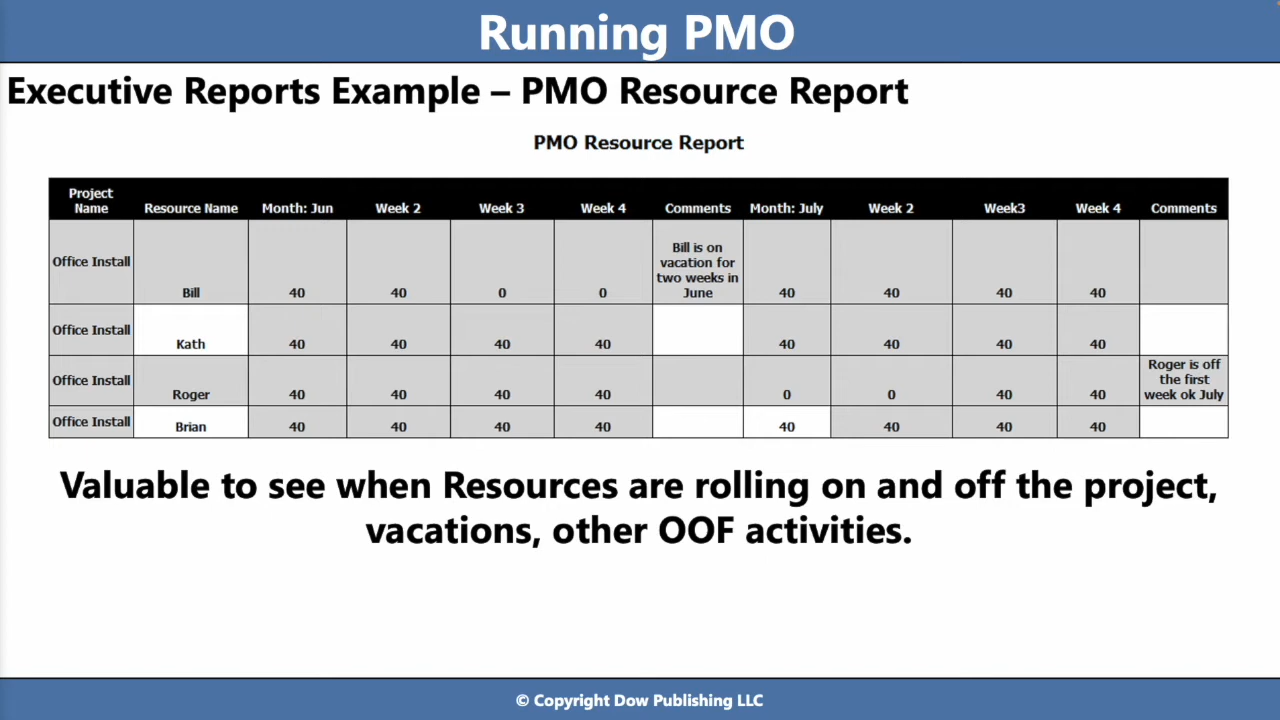 Running PMO
Executive Reports Example – PMO Resource Report
PMO Resource Report
Project Name Resource Name Month: Jun Week 2 Week 3 Week 4 Comments Month: July Week 2 Week3 Week 4 Comments
Office Install Bill 40 40 0 0 Bill is on vacation for two weeks in June 40 40 40 40
Office Install Kath 40 40 40 40 40 40 40 40
Office Install Roger 40 40 40 40 0 0 40 40 Roger is off the first week ok July
Office Install Brian 40 40 40 40 40 40 40 40
Valuable to see when Resources are rolling on and off the project,
vacations, other OOF activities.
© Copyright Dow Publishing LLC